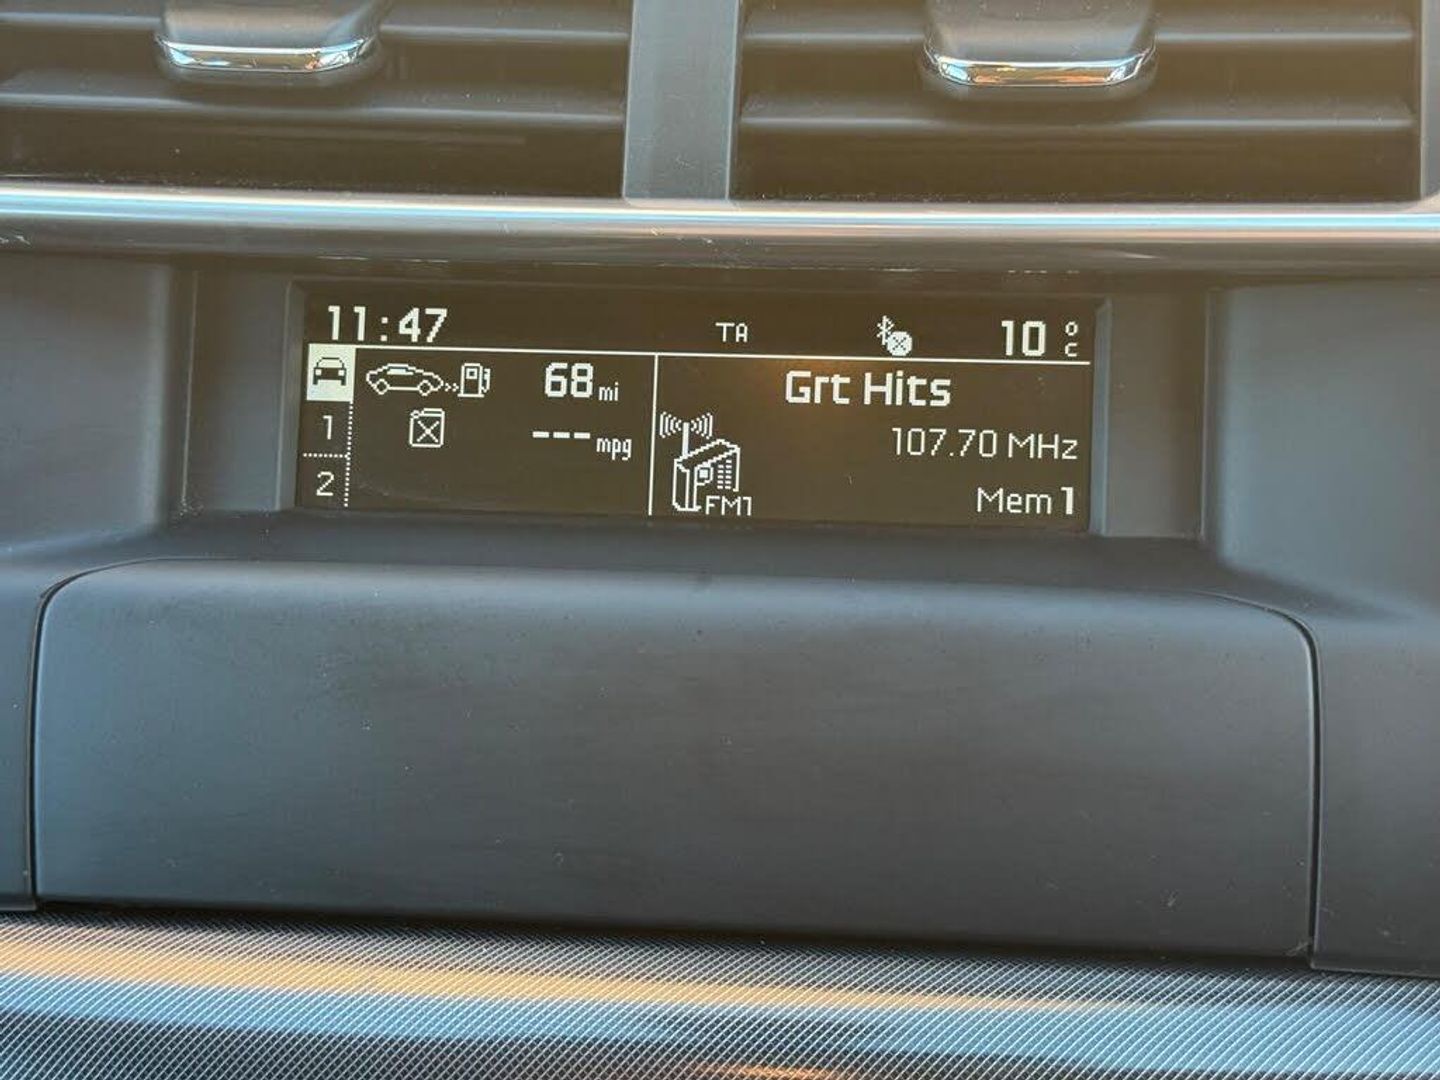 11:47 TA 10 °C
68 mi
1 --- mpg
2
Grt Hits
107.70 MHz
FM1 Mem 1